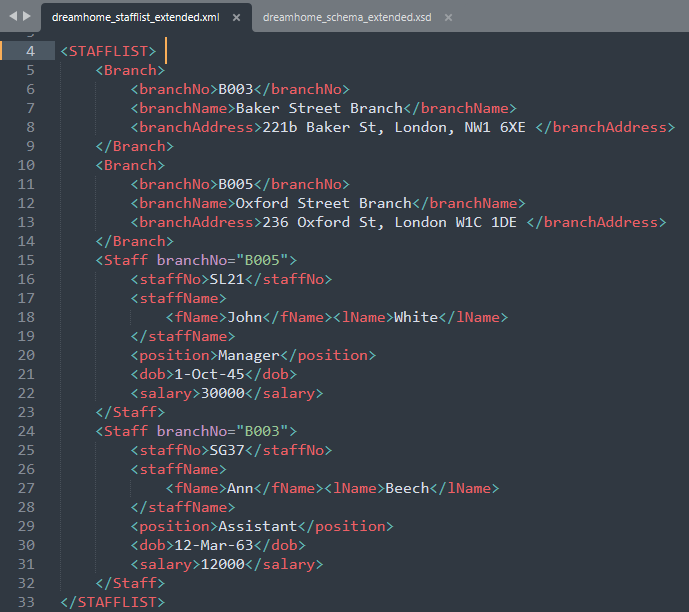 dreamhome_stafflist_extended.xml × dreamhome_schema_extended.xsd ×
4 <STAFFLIST>
5 <Branch>
6 <branchNo>B003</branchNo>
7 <branchName>Baker Street Branch</branchName>
8 <branchAddress>221b Baker St, London, NW1 6XE </branchAddress>
9 </Branch>
10 <Branch>
11 <branchNo>B005</branchNo>
12 <branchName>Oxford Street Branch</branchName>
13 <branchAddress>236 Oxford St, London W1C 1DE </branchAddress>
14 </Branch>
15 <Staff branchNo="B005">
16 <staffNo>SL21</staffNo>
17 <staffName>
18 <fName>John</fName><lName>White</lName>
19 </staffName>
20 <position>Manager</position>
21 <dob>1-Oct-45</dob>
22 <salary>30000</salary>
23 </Staff>
24 <Staff branchNo="B003">
25 <staffNo>SG37</staffNo>
26 <staffName>
27 <fName>Ann</fName><lName>Beech</lName>
28 </staffName>
29 <position>Assistant</position>
30 <dob>12-Mar-63</dob>
31 <salary>12000</salary>
32 </Staff>
33 </STAFFLIST>